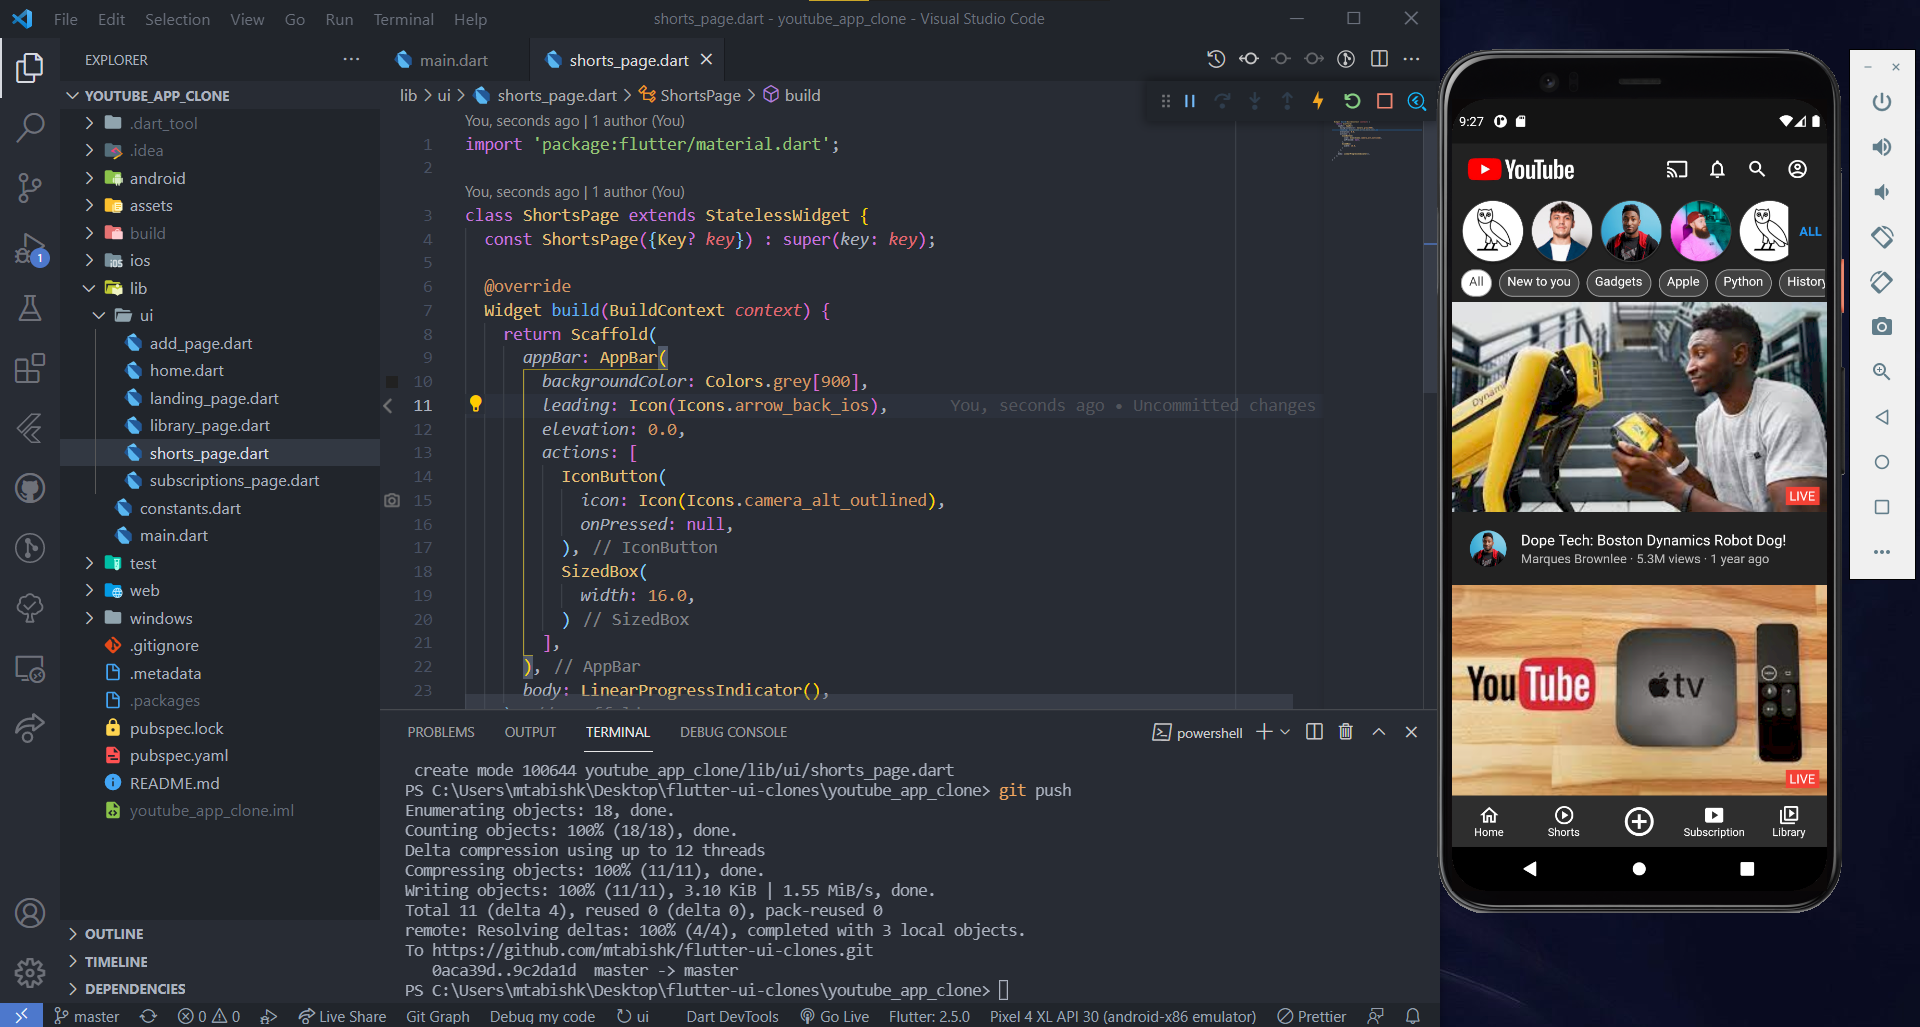 File Edit Selection View Go Run Terminal Help
shorts_page.dart - youtube_app_clone - Visual Studio Code
EXPLORER
YOUTUBE_APP_CLONE
.dart_tool
.idea
android
assets
build
ios
lib
ui
add_page.dart
home.dart
landing_page.dart
library_page.dart
shorts_page.dart
subscriptions_page.dart
constants.dart
main.dart
test
web
windows
.gitignore
.metadata
.packages
pubspec.lock
pubspec.yaml
README.md
youtube_app_clone.iml
OUTLINE
TIMELINE
DEPENDENCIES
1
main.dart
shorts_page.dart
lib > ui > shorts_page.dart > ShortsPage > build
You, seconds ago | 1 author (You)
1 import 'package:flutter/material.dart';
2
You, seconds ago | 1 author (You)
3 class ShortsPage extends StatelessWidget {
4 const ShortsPage({Key? key}) : super(key: key);
5
6 @override
7 Widget build(BuildContext context) {
8 return Scaffold(
9 appBar: AppBar(
10 backgroundColor: Colors.grey[900],
11 leading: Icon(Icons.arrow_back_ios), You, seconds ago • Uncommitted changes
12 elevation: 0.0,
13 actions: [
14 IconButton(
15 icon: Icon(Icons.camera_alt_outlined),
16 onPressed: null,
17 ), // IconButton
18 SizedBox(
19 width: 16.0,
20 ) // SizedBox
21 ],
22 ), // AppBar
23 body: LinearProgressIndicator(),
PROBLEMS OUTPUT TERMINAL DEBUG CONSOLE
powershell
create mode 100644 youtube_app_clone/lib/ui/shorts_page.dart
PS C:\Users\mtabishk\Desktop\flutter-ui-clones\youtube_app_clone> git push
Enumerating objects: 18, done.
Counting objects: 100% (18/18), done.
Delta compression using up to 12 threads
Compressing objects: 100% (11/11), done.
Writing objects: 100% (11/11), 3.10 KiB | 1.55 MiB/s, done.
Total 11 (delta 4), reused 0 (delta 0), pack-reused 0
remote: Resolving deltas: 100% (4/4), completed with 3 local objects.
To https://github.com/mtabishk/flutter-ui-clones.git
0aca39d..9c2da1d master -> master
PS C:\Users\mtabishk\Desktop\flutter-ui-clones\youtube_app_clone>
master 0 0 Live Share Git Graph Debug my code ui Dart DevTools Go Live Flutter: 2.5.0 Pixel 4 XL API 30 (android-x86 emulator) Prettier
9:27
YouTube
ALL
All New to you Gadgets Apple Python History
LIVE
Dope Tech: Boston Dynamics Robot Dog!
Marques Brownlee · 5.3M views · 1 year ago
YouTube
tv
MENU
LIVE
Home Shorts Subscription Library